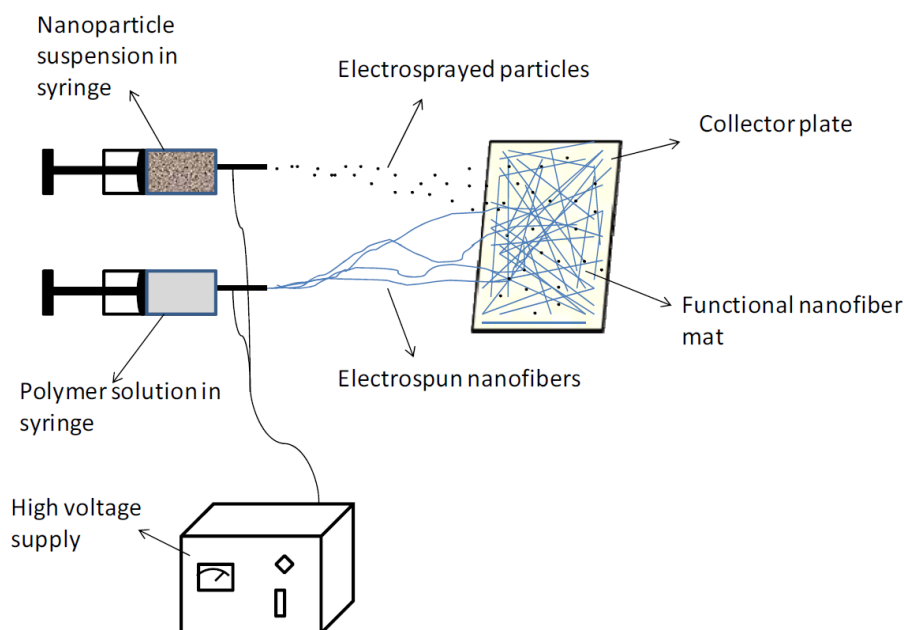 Nanoparticle
suspension in
syringe
Electrosprayed particles
Collector plate
Functional nanofiber
mat
Electrospun nanofibers
Polymer solution in
syringe
High voltage
supply